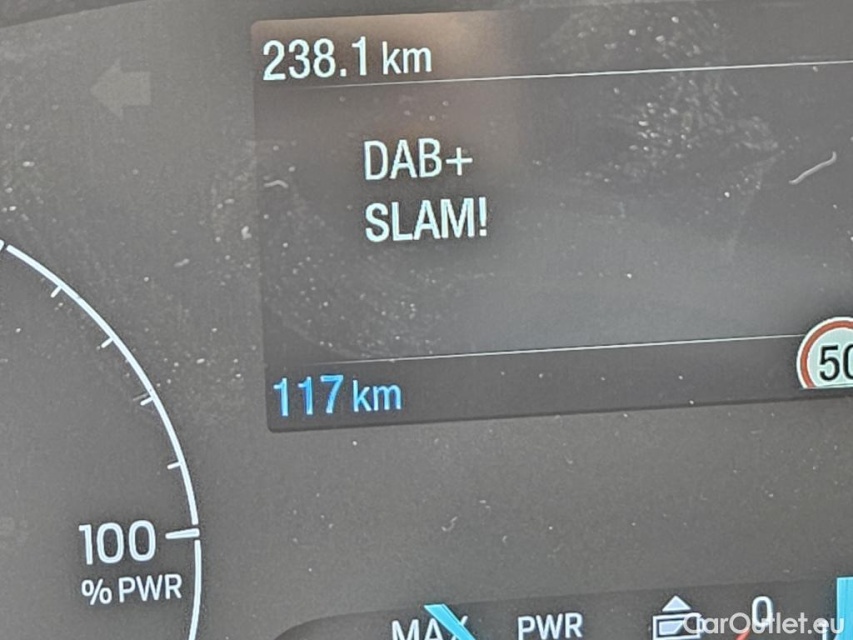 238.1 km
DAB+
SLAM!
117 km
50
100
% PWR
MAX PWR
0
CarOutlet.eu